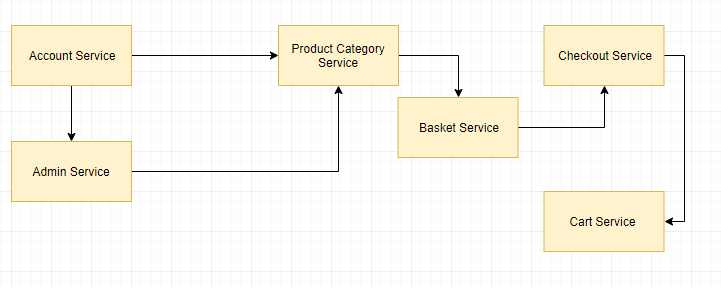 Account Service
Product Category
Service
Checkout Service
Basket Service
Admin Service
Cart Service